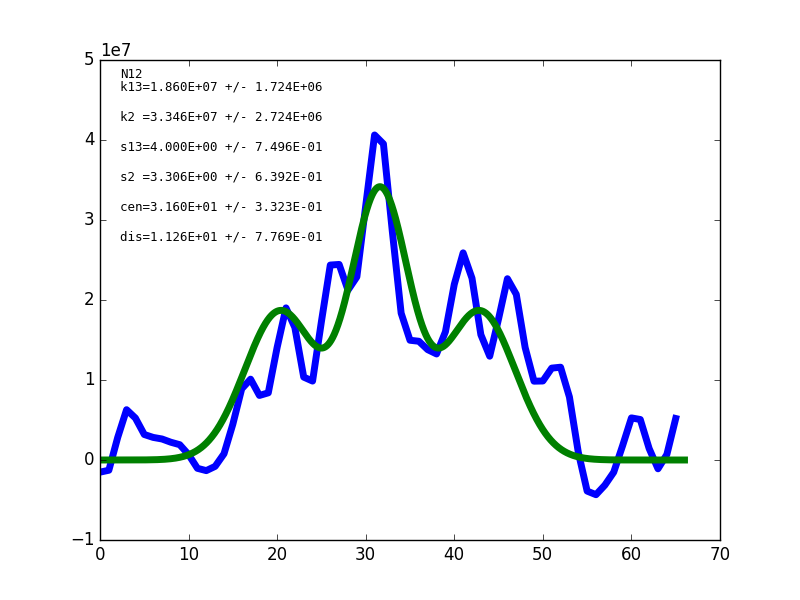 1e7
5
4
3
2
1
0
−1
N12
k13=1.860E+07 +/- 1.724E+06
k2 =3.346E+07 +/- 2.724E+06
s13=4.000E+00 +/- 7.496E-01
s2 =3.306E+00 +/- 6.392E-01
cen=3.160E+01 +/- 3.323E-01
dis=1.126E+01 +/- 7.769E-01
0 10 20 30 40 50 60 70